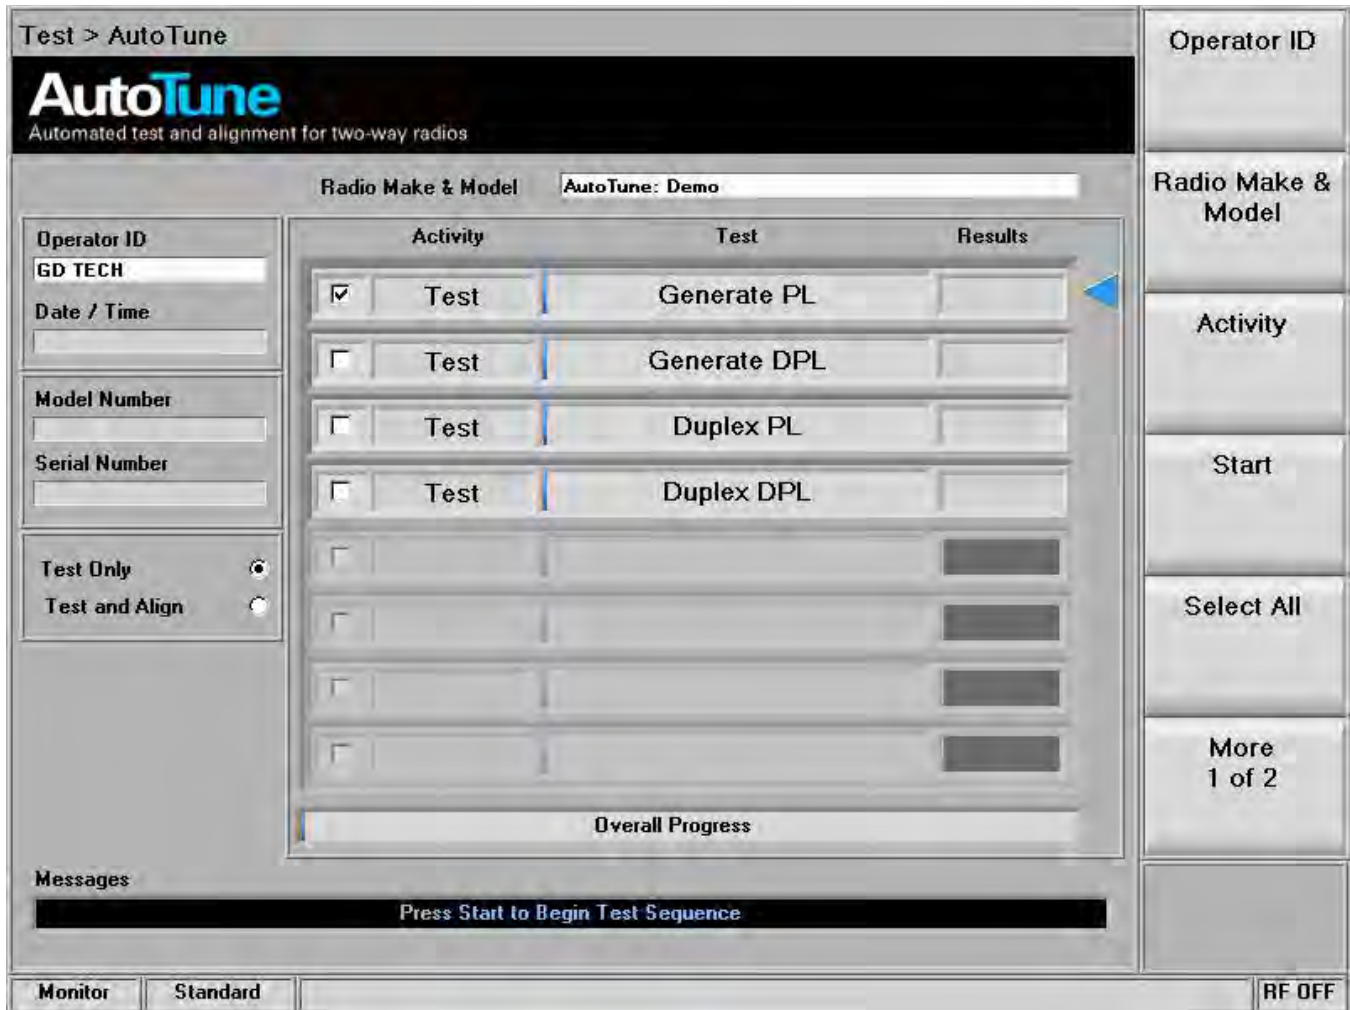 Test > AutoTune
AutoTune
Automated test and alignment for two-way radios
Radio Make & Model
AutoTune: Demo
Operator ID
GD TECH
Date / Time
Model Number
Serial Number
Test Only
Test and Align
Activity Test Results
Test Generate PL
Test Generate DPL
Test Duplex PL
Test Duplex DPL
Overall Progress
Messages
Press Start to Begin Test Sequence
Monitor
Standard
RF OFF
Operator ID
Radio Make &
Model
Activity
Start
Select All
More
1 of 2